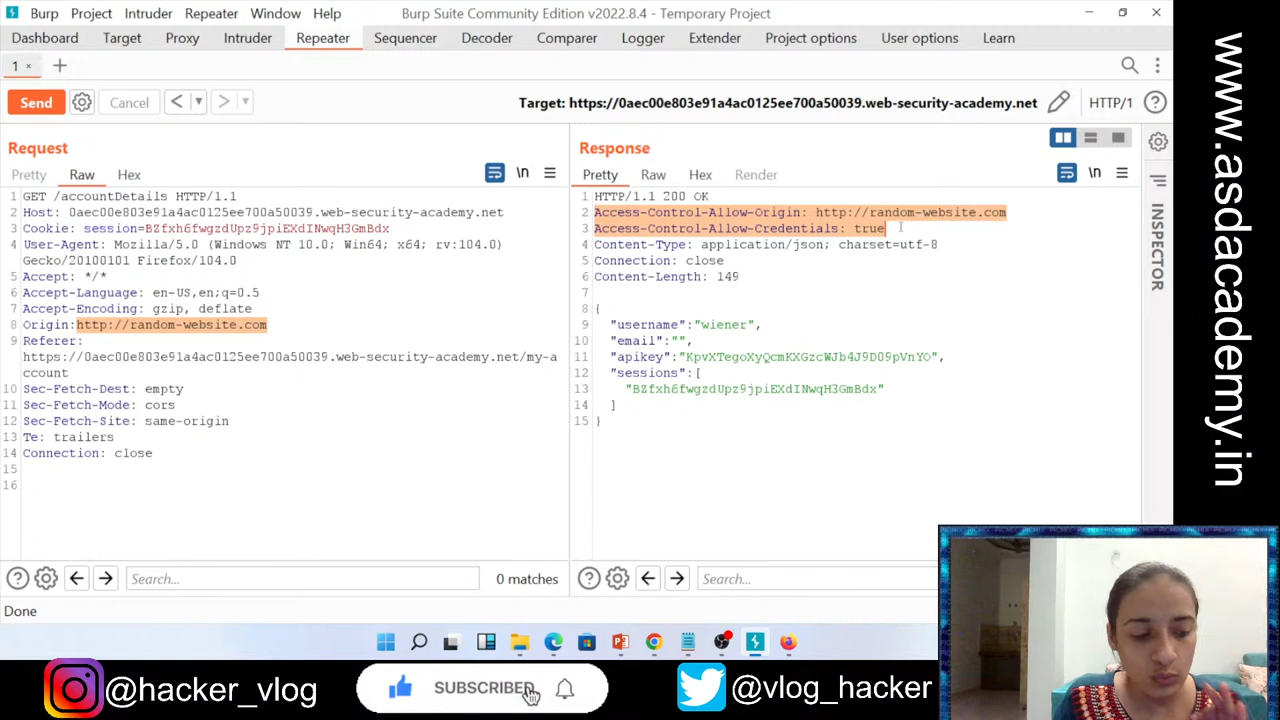 Burp Project Intruder Repeater Window Help Burp Suite Community Edition v2022.8.4 - Temporary Project
Dashboard Target Proxy Intruder Repeater Sequencer Decoder Comparer Logger Extender Project options User options Learn
1 ×
Send Cancel Target: https://0aec00e803e91a4ac0125ee700a50039.web-security-academy.net HTTP/1
Request
Pretty Raw Hex \n
1 GET /accountDetails HTTP/1.1
2 Host: 0aec00e803e91a4ac0125ee700a50039.web-security-academy.net
3 Cookie: session=BZfxh6fwgzdUpz9jpiEXdINwqH3GmBdx
4 User-Agent: Mozilla/5.0 (Windows NT 10.0; Win64; x64; rv:104.0)
Gecko/20100101 Firefox/104.0
5 Accept: */*
6 Accept-Language: en-US,en;q=0.5
7 Accept-Encoding: gzip, deflate
8 Origin:http://random-website.com
9 Referer:
https://0aec00e803e91a4ac0125ee700a50039.web-security-academy.net/my-a
ccount
10 Sec-Fetch-Dest: empty
11 Sec-Fetch-Mode: cors
12 Sec-Fetch-Site: same-origin
13 Te: trailers
14 Connection: close
15
16
Search... 0 matches
Response
Pretty Raw Hex Render \n
1 HTTP/1.1 200 OK
2 Access-Control-Allow-Origin: http://random-website.com
3 Access-Control-Allow-Credentials: true
4 Content-Type: application/json; charset=utf-8
5 Connection: close
6 Content-Length: 149
7
8 {
9 "username":"wiener",
10 "email":"",
11 "apikey":"KpvXTegoXyQcmKXGzcWJb4J9D09pVnYO",
12 "sessions":[
13 "BZfxh6fwgzdUpz9jpiEXdINwqH3GmBdx"
14 ]
15 }
Search...
INSPECTOR
Done
www.asdacademy.in
@hacker_vlog SUBSCRIBED @vlog_hacker